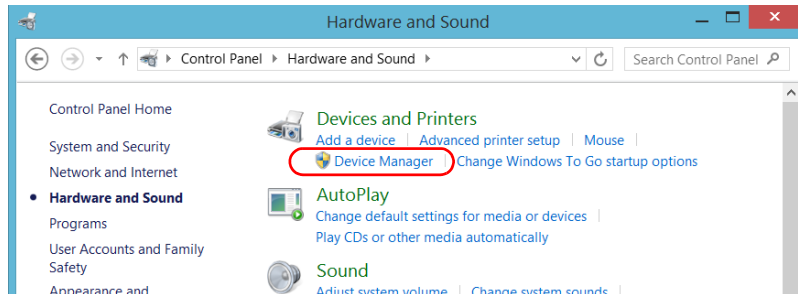 Hardware and Sound
Control Panel Hardware and Sound
Search Control Panel
Control Panel Home
System and Security
Network and Internet
Hardware and Sound
Programs
User Accounts and Family
Safety
Appearance and
Devices and Printers
Add a device Advanced printer setup Mouse
Device Manager Change Windows To Go startup options
AutoPlay
Change default settings for media or devices
Play CDs or other media automatically
Sound
Adjust system volume Change system sounds